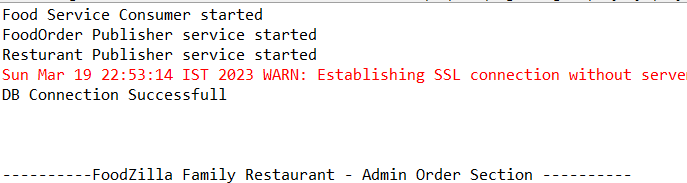 Food Service Consumer started
FoodOrder Publisher service started
Resturant Publisher service started
Sun Mar 19 22:53:14 IST 2023 WARN: Establishing SSL connection without
DB Connection Successfull
----------FoodZilla Family Restaurant - Admin Order Section ----------